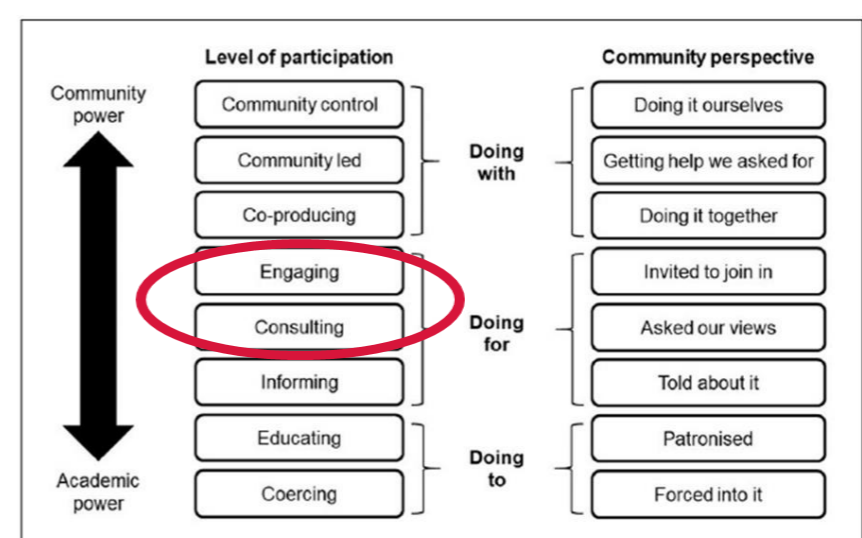 Level of participation
Community perspective
Community
power
Community control
Doing it ourselves
Community led
Doing
with
Getting help we asked for
Co-producing
Doing it together
Engaging
Invited to join in
Consulting
Doing
for
Asked our views
Informing
Told about it
Educating
Patronised
Doing
to
Academic
power
Coercing
Forced into it